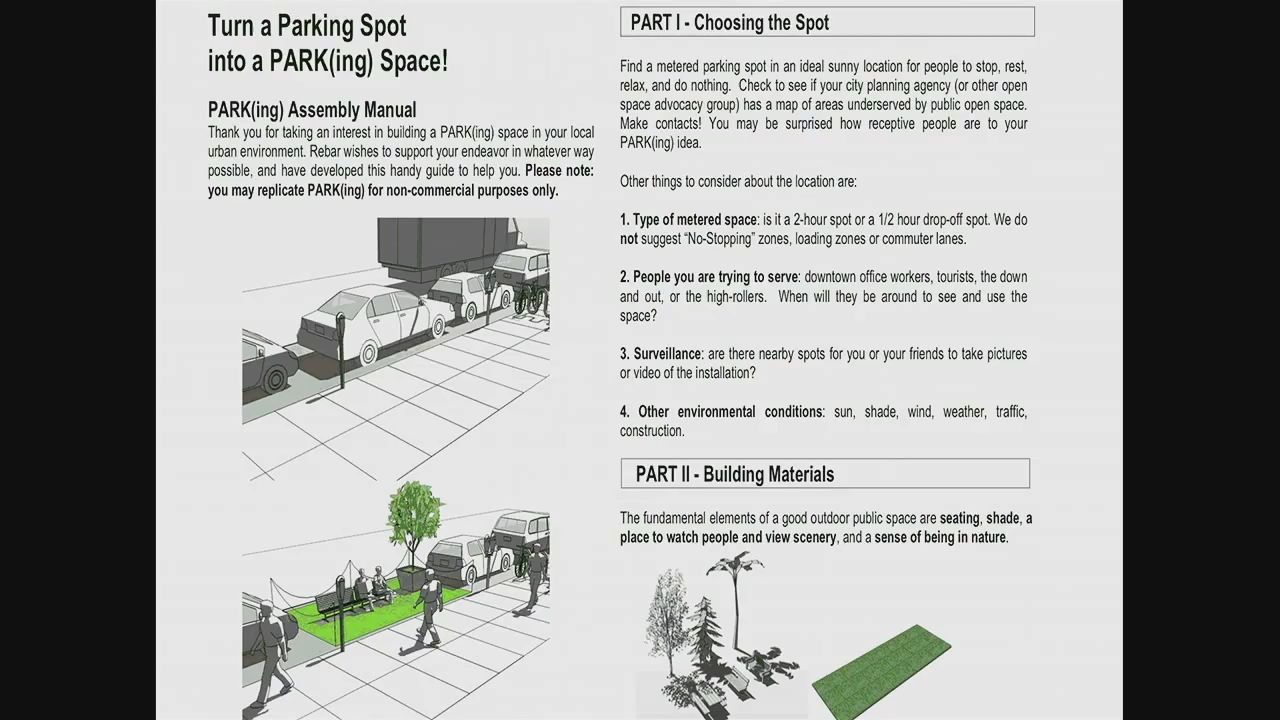 Turn a Parking Spot
into a PARK(ing) Space!
PARK(ing) Assembly Manual
Thank you for taking an interest in building a PARK(ing) space in your local
urban environment. Rebar wishes to support your endeavor in whatever way
possible, and have developed this handy guide to help you. Please note:
you may replicate PARK(ing) for non-commercial purposes only.
PART I - Choosing the Spot
Find a metered parking spot in an ideal sunny location for people to stop, rest,
relax, and do nothing. Check to see if your city planning agency (or other open
space advocacy group) has a map of areas underserved by public open space.
Make contacts! You may be surprised how receptive people are to your
PARK(ing) idea.
Other things to consider about the location are:
1. Type of metered space: is it a 2-hour spot or a 1/2 hour drop-off spot. We do
not suggest “No-Stopping” zones, loading zones or commuter lanes.
2. People you are trying to serve: downtown office workers, tourists, the down
and out, or the high-rollers. When will they be around to see and use the
space?
3. Surveillance: are there nearby spots for you or your friends to take pictures
or video of the installation?
4. Other environmental conditions: sun, shade, wind, weather, traffic,
construction.
PART II - Building Materials
The fundamental elements of a good outdoor public space are seating, shade, a
place to watch people and view scenery, and a sense of being in nature.